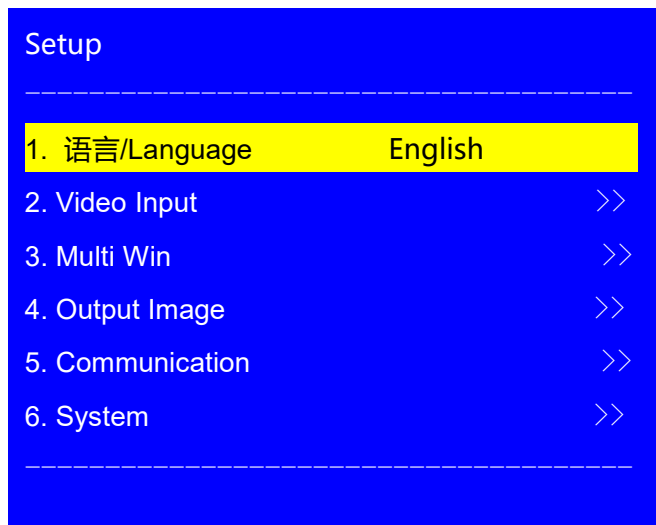 Setup
--------------------------------------
1. 语言/Language English
2. Video Input >>
3. Multi Win >>
4. Output Image >>
5. Communication >>
6. System >>
--------------------------------------